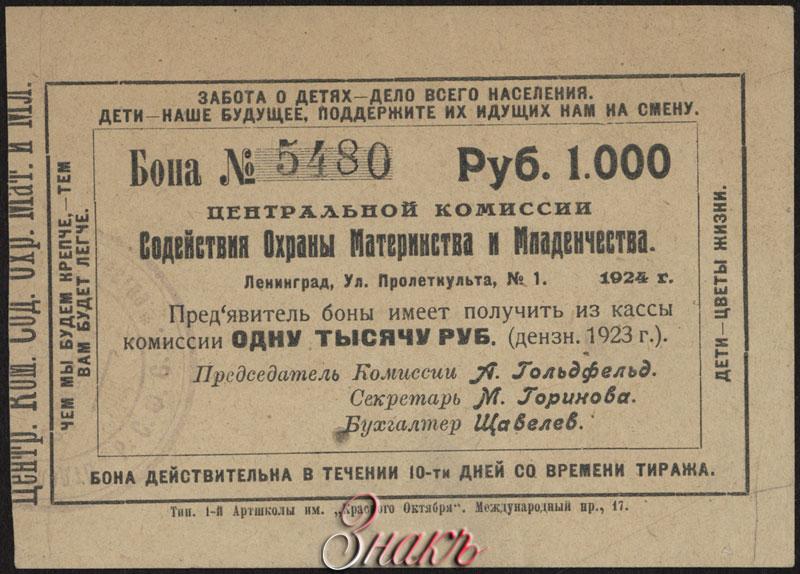 ЗАБОТА О ДЕТЯХ—ДЕЛО ВСЕГО НАСЕЛЕНИЯ.
ДЕТИ—НАШЕ БУДУЩЕЕ, ПОДДЕРЖИТЕ ИХ ИДУЩИХ НАМ НА СМЕНУ.
Центр. Ком. Сод. Охр. Мат. и Мл.
ЧЕМ МЫ БУДЕМ КРЕПЧЕ,—ТЕМ
ВАМ БУДЕТ ЛЕГЧЕ.
Бона № 5480 Руб. 1.000
ЦЕНТРАЛЬНОЙ КОМИССИИ
Содействия Охраны Материнства и Младенчества.
Ленинград, Ул. Пролеткульта, № 1. 1924 г.
Пред'явитель боны имеет получить из кассы
комиссии ОДНУ ТЫСЯЧУ РУБ. (дензн. 1923 г.).
Председатель Комиссии А. Гольдфельд.
Секретарь М. Горинова.
Бухгалтер Щавелев.
ДЕТИ—ЦВЕТЫ ЖИЗНИ.
БОНА ДЕЙСТВИТЕЛЬНА В ТЕЧЕНИИ 10-ти ДНЕЙ СО ВРЕМЕНИ ТИРАЖА.
Тип. 1-й Артшколы им. „Красного Октября". Международный пр., 17.
Знакъ